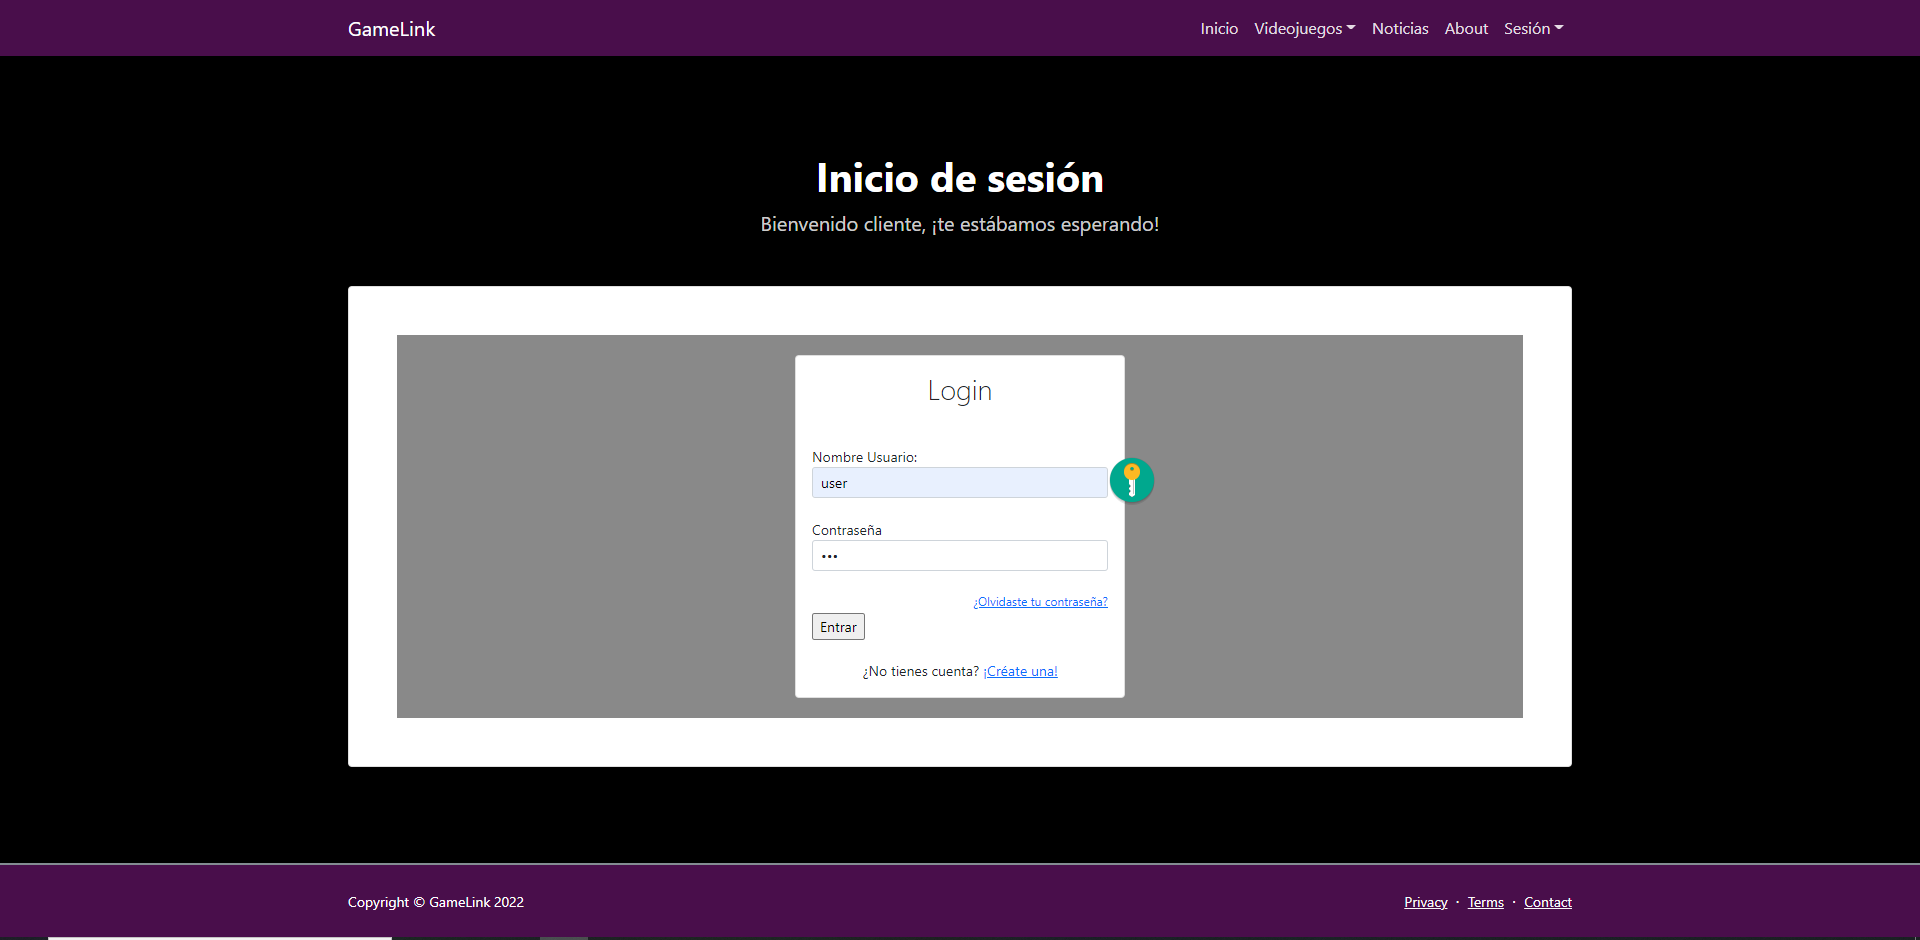 GameLink
Inicio Videojuegos Noticias About Sesión
Inicio de sesión
Bienvenido cliente, ¡te estábamos esperando!
Login
Nombre Usuario:
user
Contraseña
•••
¿Olvidaste tu contraseña?
Entrar
¿No tienes cuenta? ¡Créate una!
Copyright © GameLink 2022
Privacy · Terms · Contact